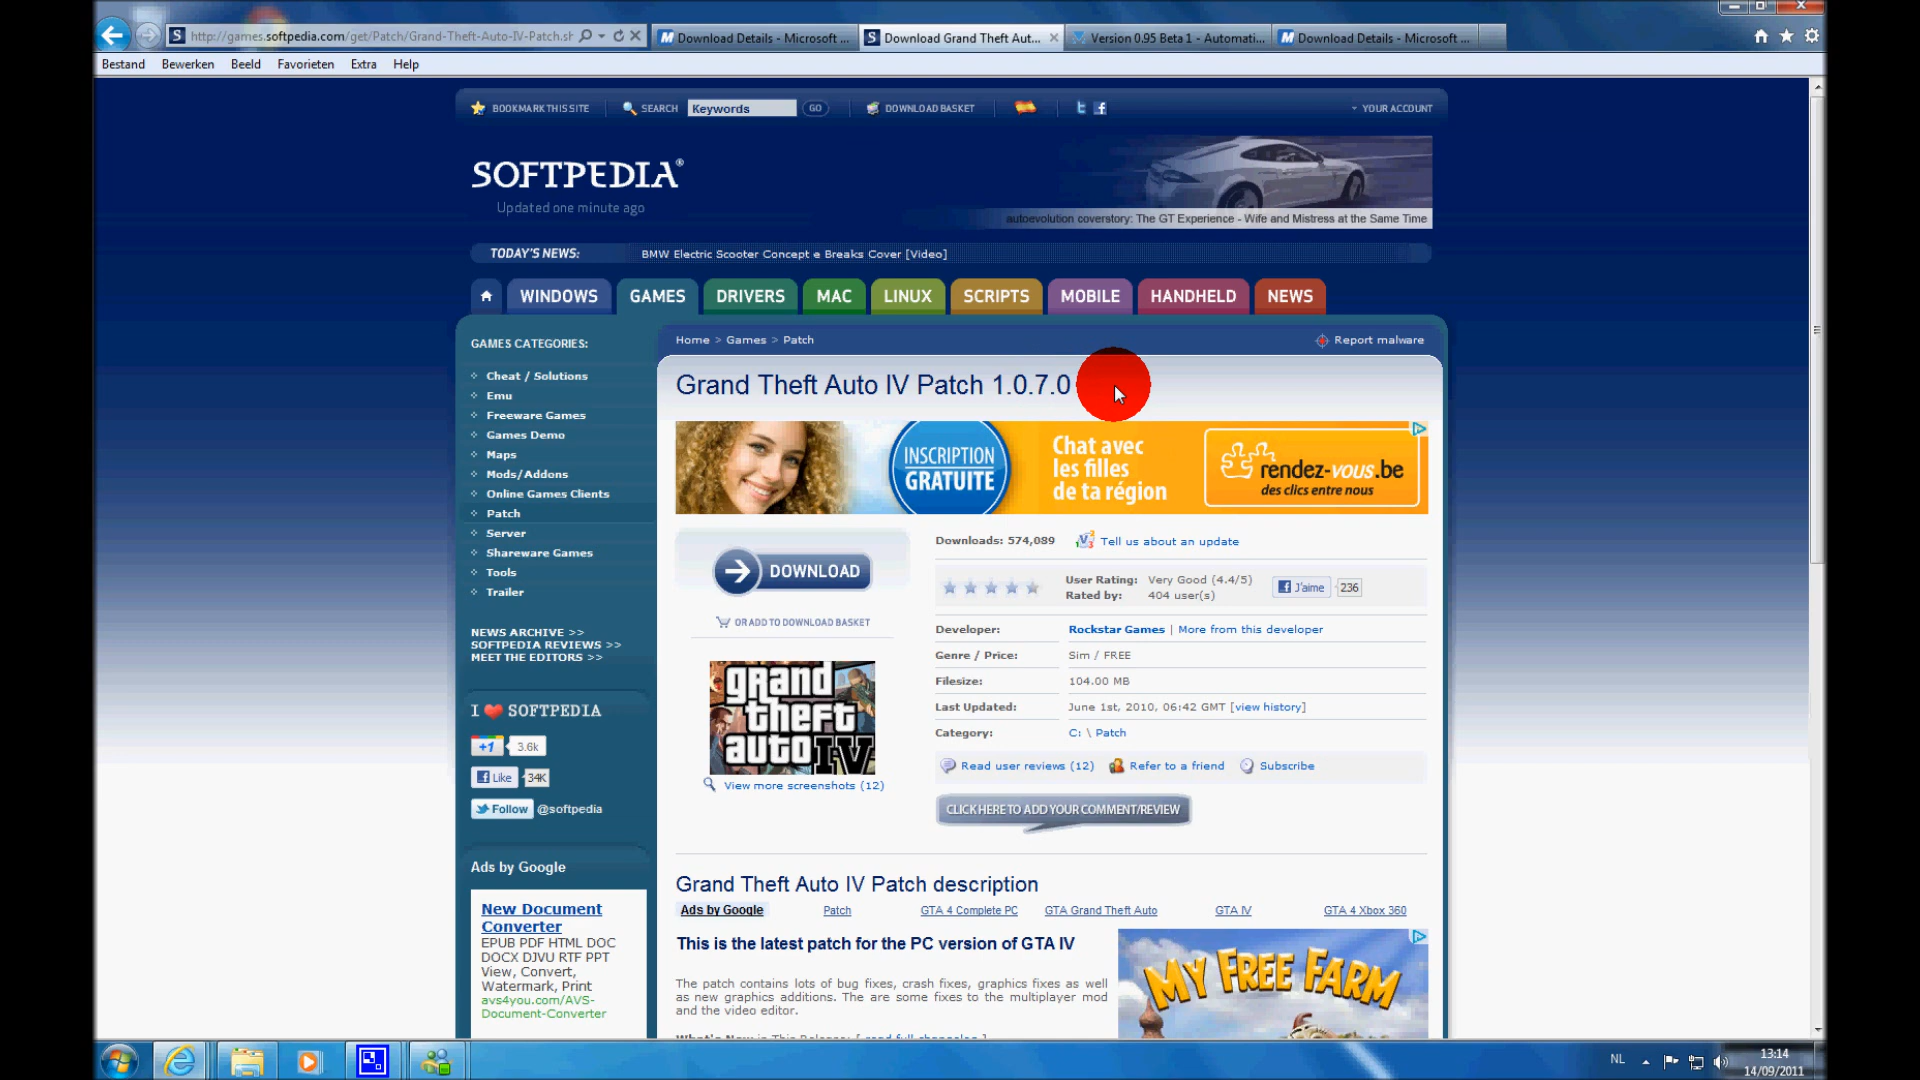 http://games.softpedia.com/get/Patch/Grand-Theft-Auto-IV-Patch.sh
Download Details - Microsoft ...
Download Grand Theft Aut...
Version 0.95 Beta 1 - Automati...
Download Details - Microsoft ...
Bestand Bewerken Beeld Favorieten Extra Help
BOOKMARK THIS SITE SEARCH Keywords GO DOWNLOAD BASKET YOUR ACCOUNT
SOFTPEDIA®
Updated one minute ago
autoevolution coverstory: The GT Experience - Wife and Mistress at the Same Time
TODAY'S NEWS: BMW Electric Scooter Concept e Breaks Cover [Video]
WINDOWS GAMES DRIVERS MAC LINUX SCRIPTS MOBILE HANDHELD NEWS
GAMES CATEGORIES:
Cheat / Solutions
Emu
Freeware Games
Games Demo
Maps
Mods/Addons
Online Games Clients
Patch
Server
Shareware Games
Tools
Trailer
NEWS ARCHIVE >>
SOFTPEDIA REVIEWS >>
MEET THE EDITORS >>
I SOFTPEDIA
+1 3.6k
Like 34K
Follow @softpedia
Ads by Google
New Document
Converter
EPUB PDF HTML DOC
DOCX DJVU RTF PPT
View, Convert,
Watermark, Print
avs4you.com/AVS-
Document-Converter
Home > Games > Patch
Report malware
Grand Theft Auto IV Patch 1.0.7.0
INSCRIPTION
GRATUITE
Chat avec
les filles
de ta région
rendez-vous.be
des clics entre nous
DOWNLOAD
OR ADD TO DOWNLOAD BASKET
grand
theft
auto IV
View more screenshots (12)
Downloads: 574,089 Tell us about an update
User Rating: Very Good (4.4/5)
Rated by: 404 user(s)
J'aime 236
Developer: Rockstar Games | More from this developer
Genre / Price: Sim / FREE
Filesize: 104.00 MB
Last Updated: June 1st, 2010, 06:42 GMT [view history]
Category: C: \ Patch
Read user reviews (12) Refer to a friend Subscribe
CLICK HERE TO ADD YOUR COMMENT/REVIEW
Grand Theft Auto IV Patch description
Ads by Google Patch GTA 4 Complete PC GTA Grand Theft Auto GTA IV GTA 4 Xbox 360
This is the latest patch for the PC version of GTA IV
The patch contains lots of bug fixes, crash fixes, graphics fixes as well
as new graphics additions. The are some fixes to the multiplayer mod
and the video editor.
What's New in This Release: [ read full changelog ]
MY FREE FARM
NL
13:14
14/09/2011